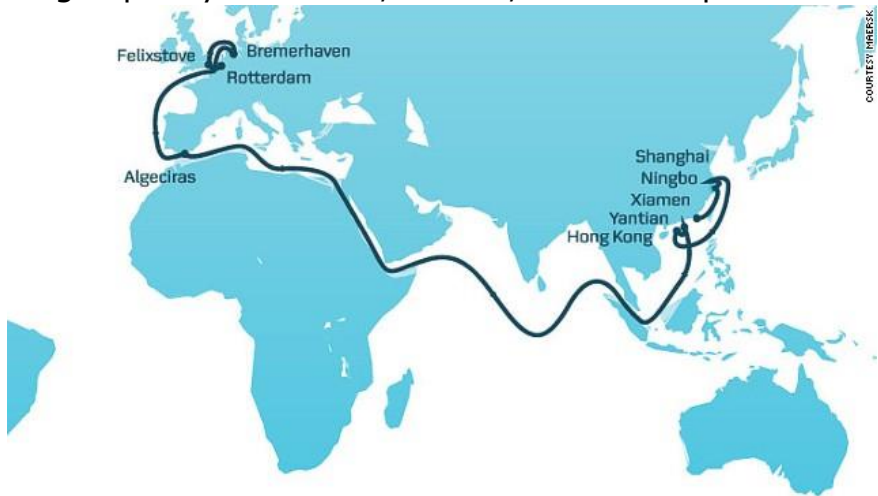 Felixstove
Bremerhaven
Rotterdam
Algeciras
Shanghai
Ningbo
Xiamen
Yantian
Hong Kong
COURTESY MAERSK